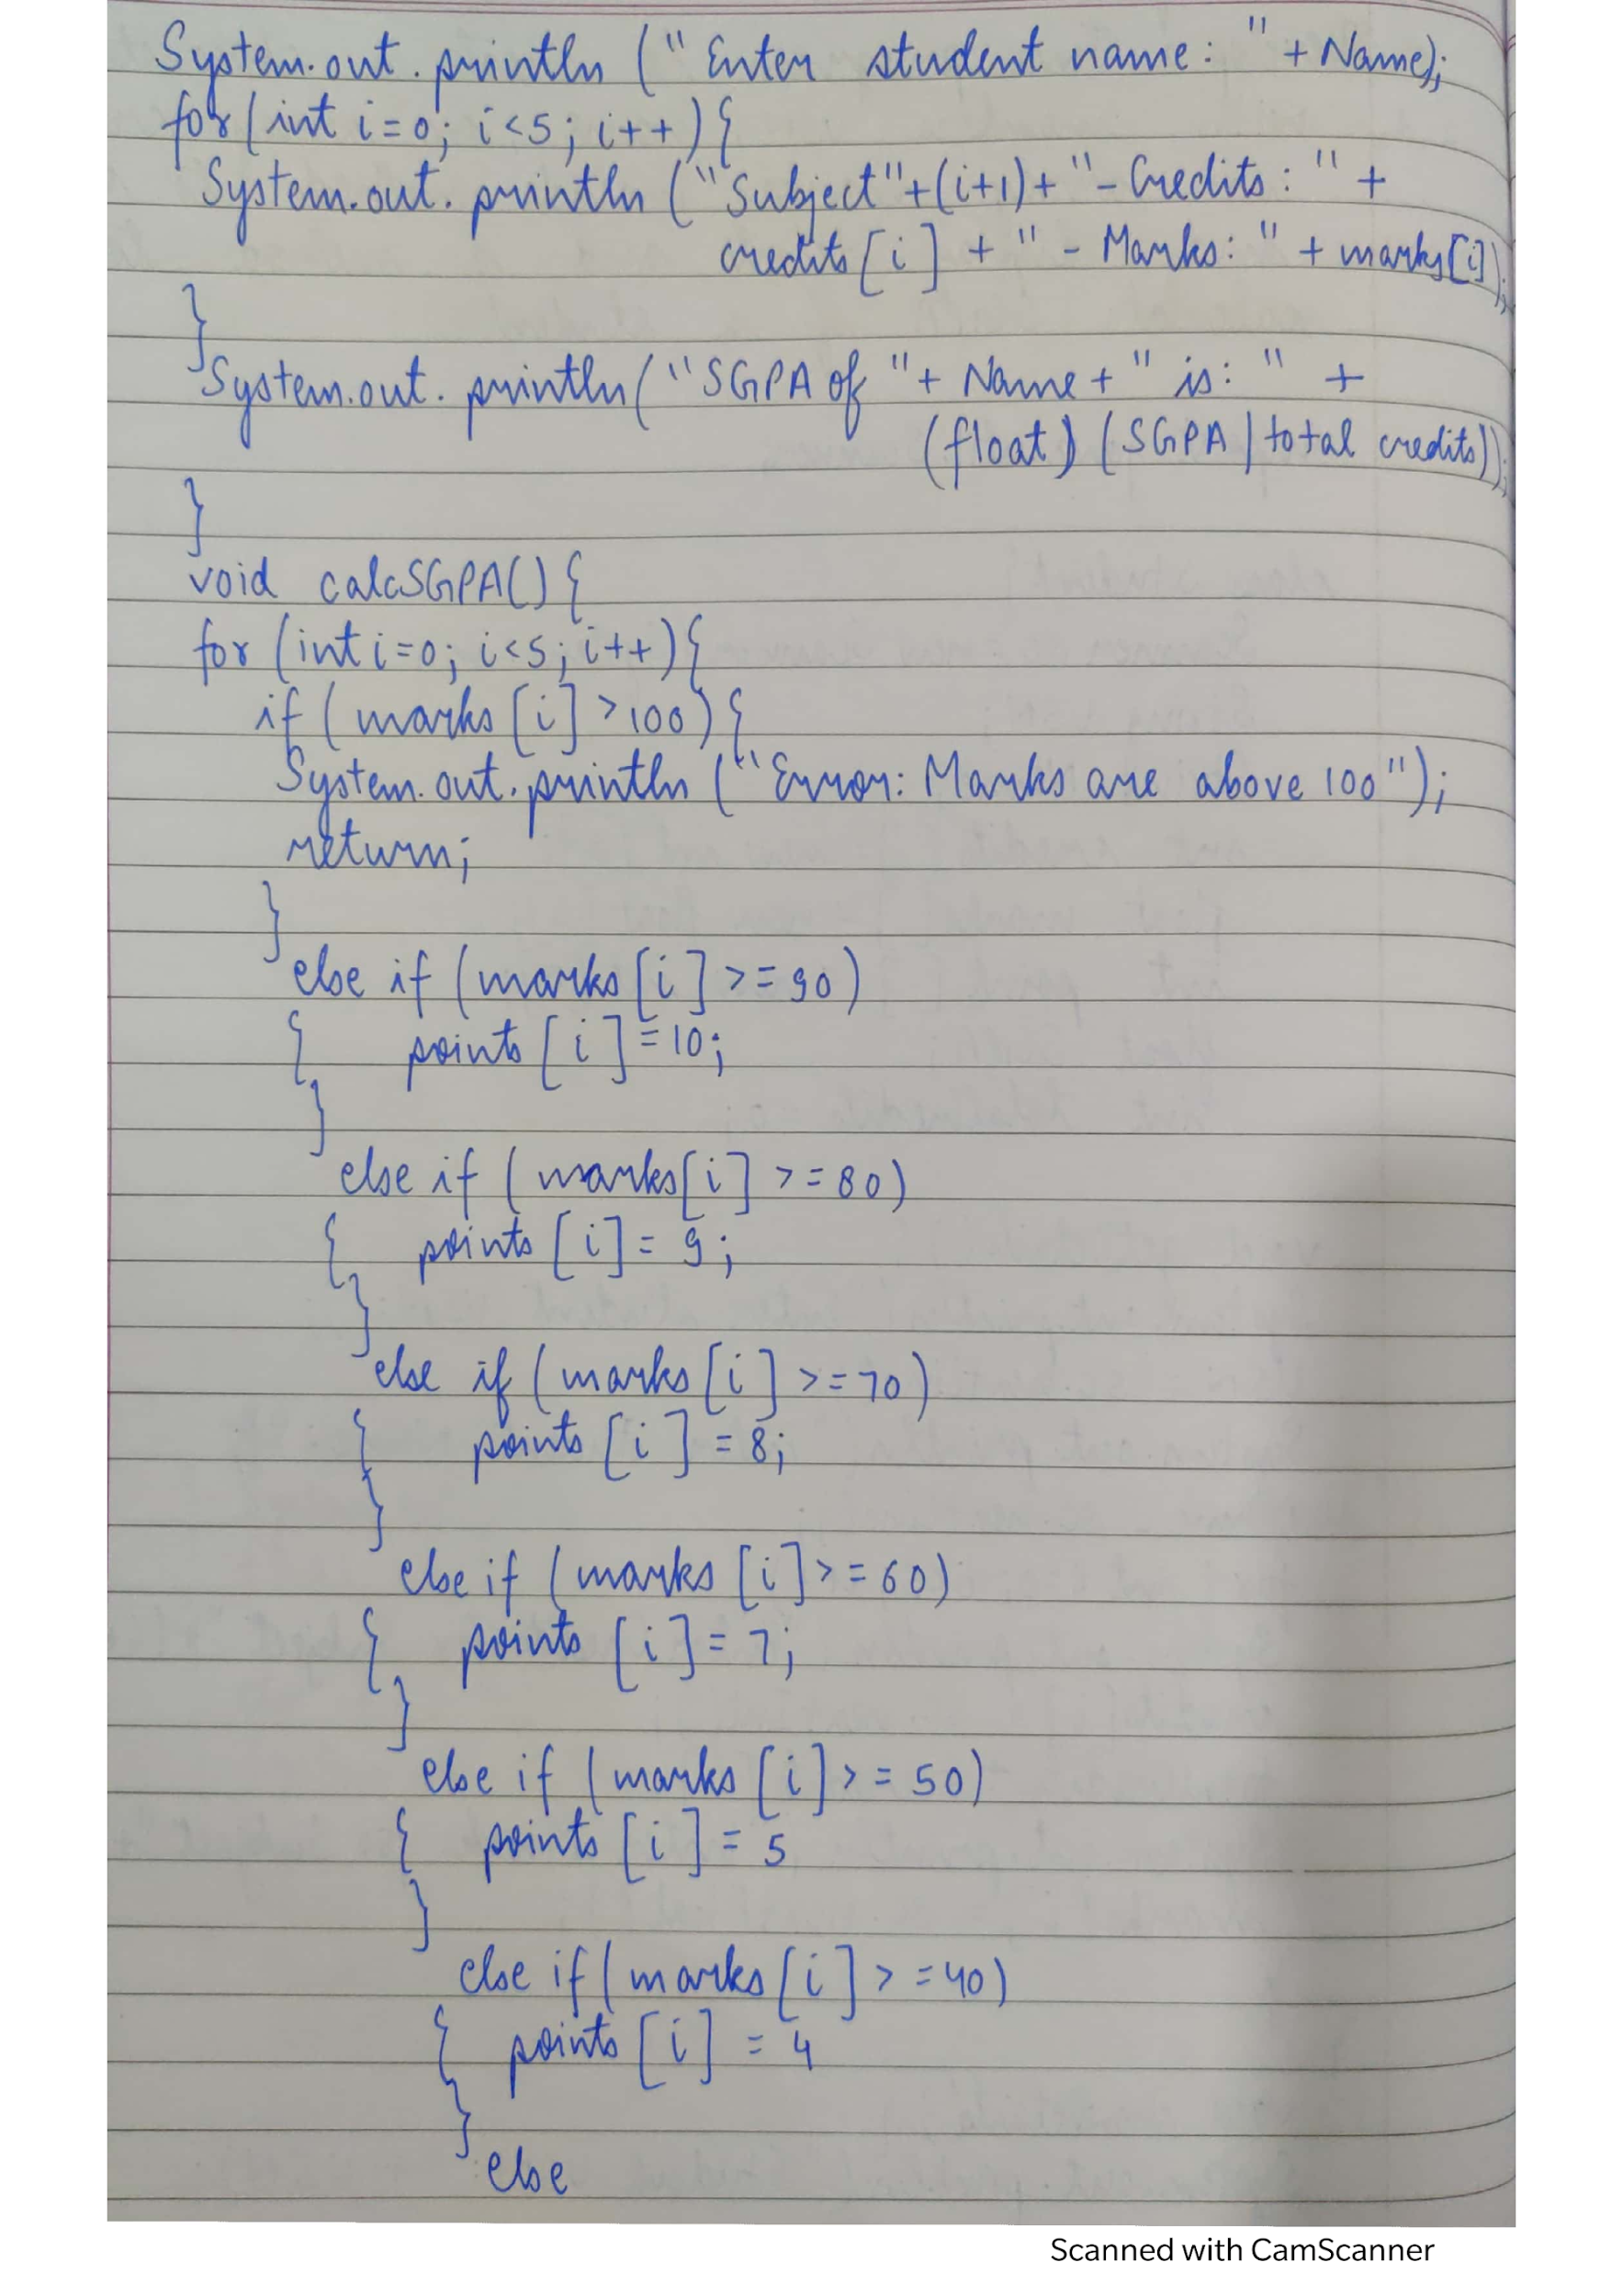 System.out.println (" Enter student name : " + Name);
for (int i=0; i<5; i++){
System.out.println ("Subject"+(i+1)+ "- Credits : " +
credits [i] + " - Marks: " + marks[i]);
}
System.out.println("SGPA of "+ Name + " is: " +
(float) (SGPA / total credits));
}
void calcSGPA(){
for (int i=0; i<5; i++){
if (marks [i] >100){
System.out.println ("Error: Marks are above 100");
return;
}
else if (marks [i] >=90)
{ points [i] =10;
}
else if (marks[i] >=80)
{ points [i] = 9;
}
else if (marks [i] >=70)
{ points [i] = 8;
}
else if (marks [i] >=60)
{ points [i] = 7;
}
else if (marks [i] >= 50)
{ points [i] = 5
}
else if (marks [i] >=40)
{ points [i] = 4
}
else
Scanned with CamScanner